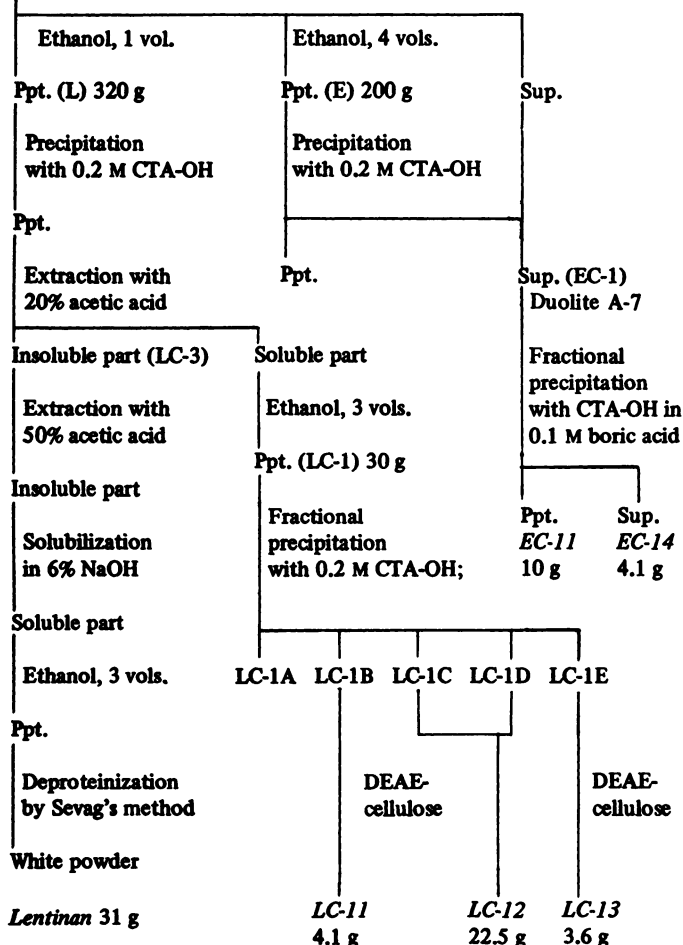 Ethanol, 1 vol.
Ethanol, 4 vols.
Ppt. (L) 320 g
Ppt. (E) 200 g
Sup.
Precipitation
with 0.2 M CTA-OH
Precipitation
with 0.2 M CTA-OH
Ppt.
Extraction with
20% acetic acid
Ppt.
Sup. (EC-1)
Duolite A-7
Insoluble part (LC-3)
Soluble part
Fractional
precipitation
with CTA-OH in
0.1 M boric acid
Extraction with
50% acetic acid
Ethanol, 3 vols.
Ppt. (LC-1) 30 g
Insoluble part
Solubilization
in 6% NaOH
Fractional
precipitation
with 0.2 M CTA-OH;
Ppt.
EC-11
10 g
Sup.
EC-14
4.1 g
Soluble part
Ethanol, 3 vols.
LC-1A LC-1B LC-1C LC-1D LC-1E
Ppt.
Deproteinization
by Sevag's method
DEAE-
cellulose
DEAE-
cellulose
White powder
Lentinan 31 g
LC-11
4.1 g
LC-12
22.5 g
LC-13
3.6 g